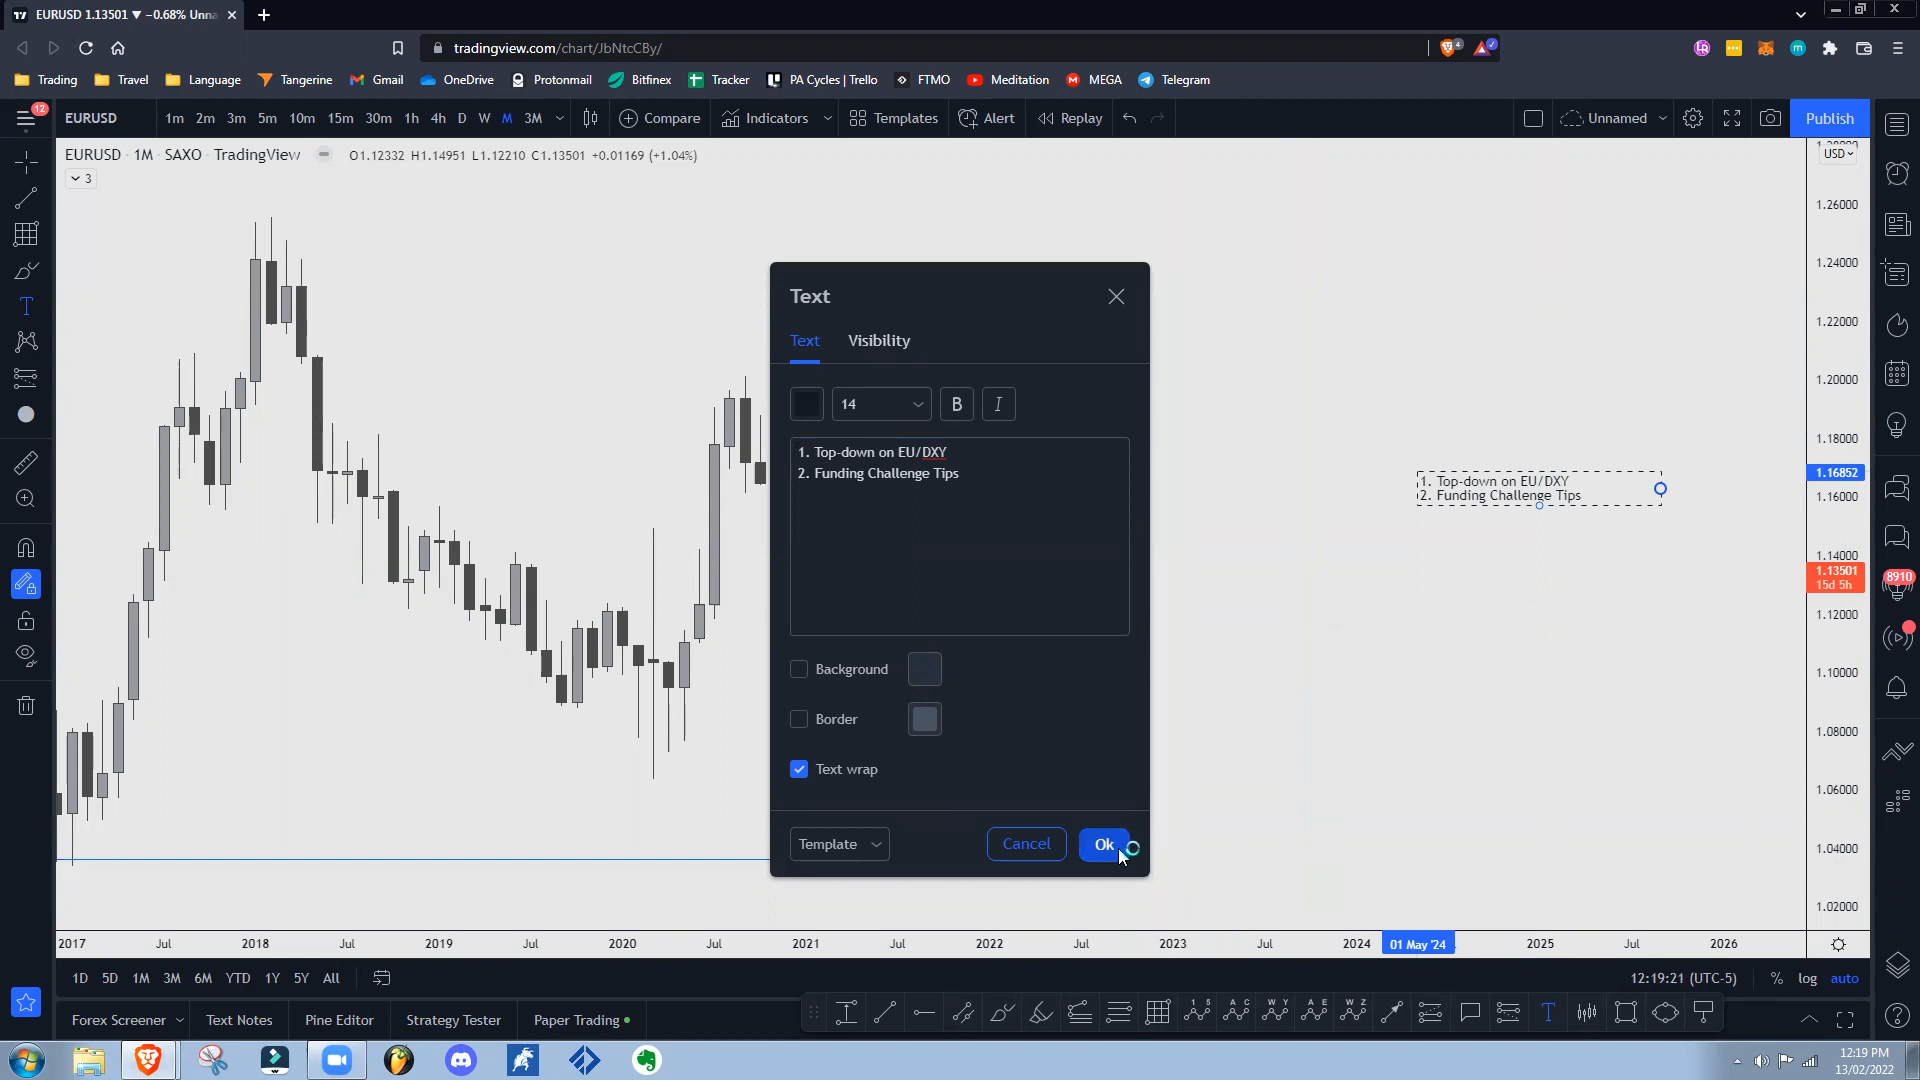 EURUSD 1.13501 ▼ −0.68% Unna
tradingview.com/chart/JbNtcCBy/
4
Trading
Travel
Language
Tangerine
Gmail
OneDrive
Protonmail
Bitfinex
Tracker
PA Cycles | Trello
FTMO
Meditation
MEGA
Telegram
12
EURUSD
1m 2m 3m 5m 10m 15m 30m 1h 4h D W M 3M
Compare
Indicators
Templates
Alert
Replay
Unnamed
Publish
EURUSD · 1M · SAXO · TradingView
O1.12332 H1.14951 L1.12210 C1.13501 +0.01169 (+1.04%)
3
USD
1.28000
1.26000
1.24000
1.22000
1.20000
1.18000
1.16852
1.16000
1.14000
1.13501
15d 5h
1.12000
1.10000
1.08000
1.06000
1.04000
1.02000
8910
Text
Text Visibility
14 B I
1. Top-down on EU/DXY
2. Funding Challenge Tips
Background
Border
Text wrap
Template
Cancel
Ok
1. Top-down on EU/DXY
2. Funding Challenge Tips
2017 Jul 2018 Jul 2019 Jul 2020 Jul 2021 Jul 2022 Jul 2023 Jul 2024 01 May '24 2025 Jul 2026
1D 5D 1M 3M 6M YTD 1Y 5Y All
12:19:21 (UTC-5)
% log auto
Forex Screener
Text Notes
Pine Editor
Strategy Tester
Paper Trading
12:19 PM
13/02/2022